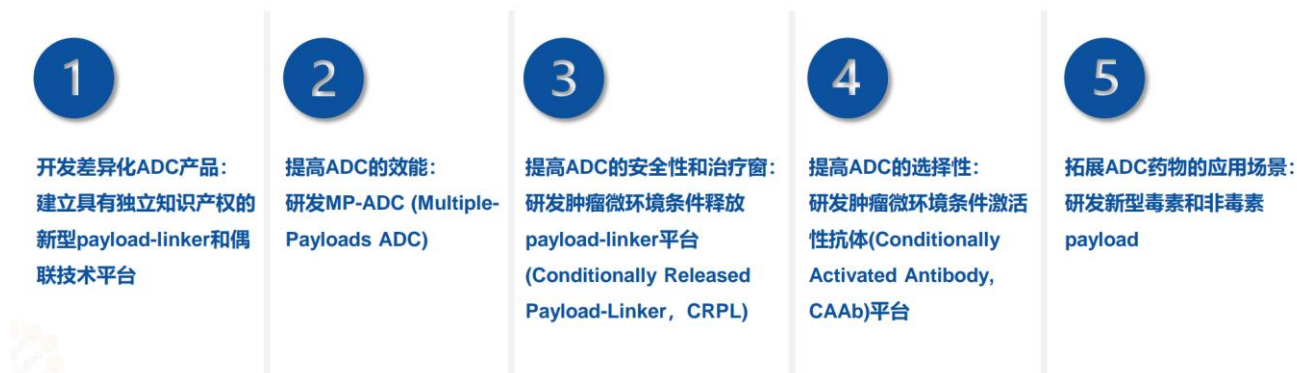 1
开发差异化ADC产品：
建立具有独立知识产权的
新型payload-linker和偶
联技术平台
2
提高ADC的效能：
研发MP-ADC (Multiple-
Payloads ADC)
3
提高ADC的安全性和治疗窗：
研发肿瘤微环境条件释放
payload-linker平台
(Conditionally Released
Payload-Linker，CRPL)
4
提高ADC的选择性：
研发肿瘤微环境条件激活
性抗体(Conditionally
Activated Antibody,
CAAb)平台
5
拓展ADC药物的应用场景：
研发新型毒素和非毒素
payload